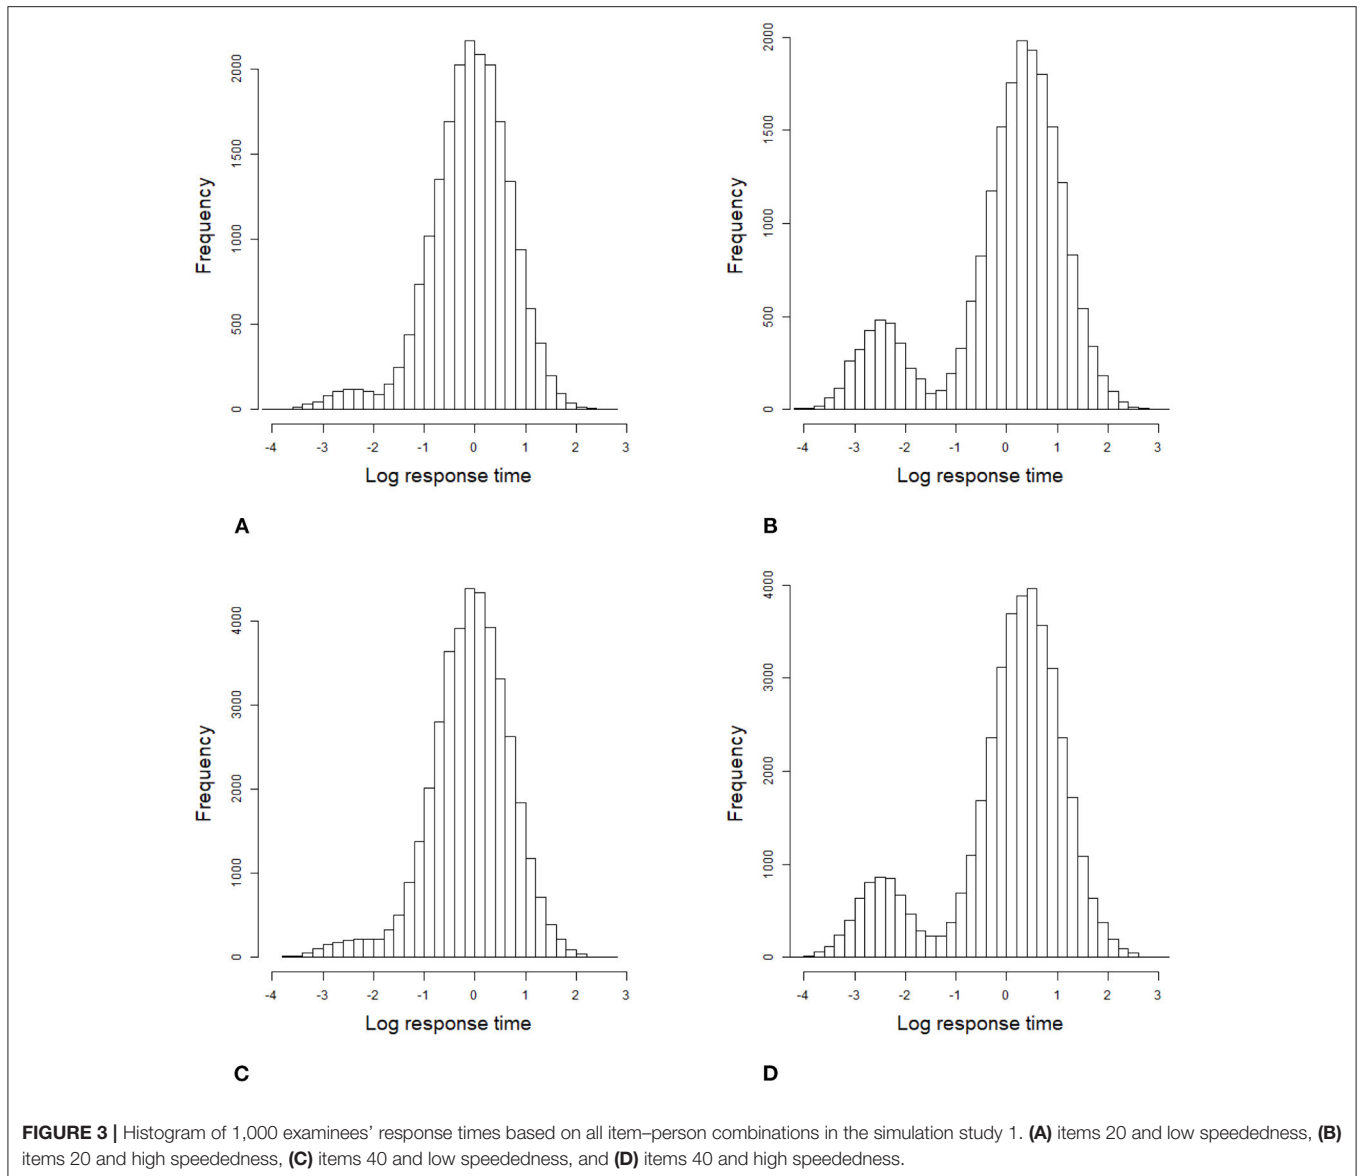 2000
1500
1000
500
0
Frequency
-4 -3 -2 -1 0 1 2 3
Log response time
A
2000
1500
1000
500
0
Frequency
-4 -3 -2 -1 0 1 2 3
Log response time
B
4000
3000
2000
1000
0
Frequency
-4 -3 -2 -1 0 1 2 3
Log response time
C
4000
3000
2000
1000
0
Frequency
-4 -3 -2 -1 0 1 2 3
Log response time
D
FIGURE 3 | Histogram of 1,000 examinees' response times based on all item–person combinations in the simulation study 1. (A) items 20 and low speededness, (B)
items 20 and high speededness, (C) items 40 and low speededness, and (D) items 40 and high speededness.